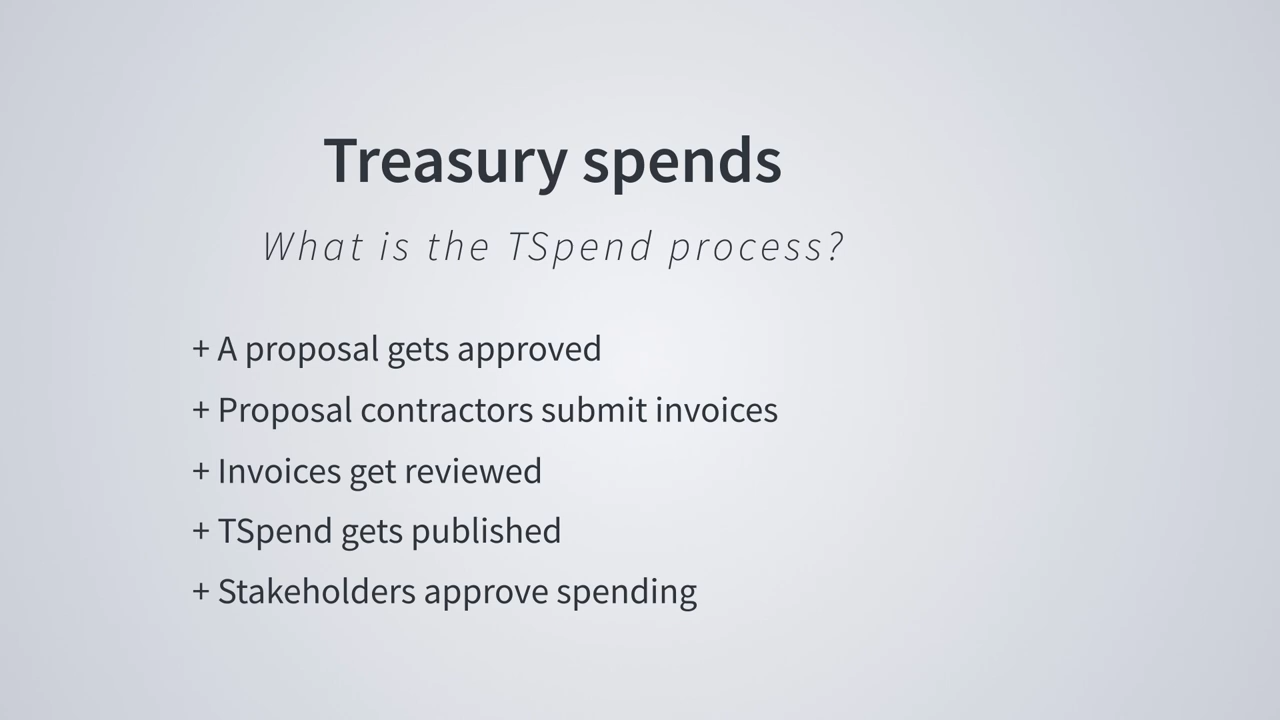 Treasury spends
What is the TSpend process?
+ A proposal gets approved
+ Proposal contractors submit invoices
+ Invoices get reviewed
+ TSpend gets published
+ Stakeholders approve spending